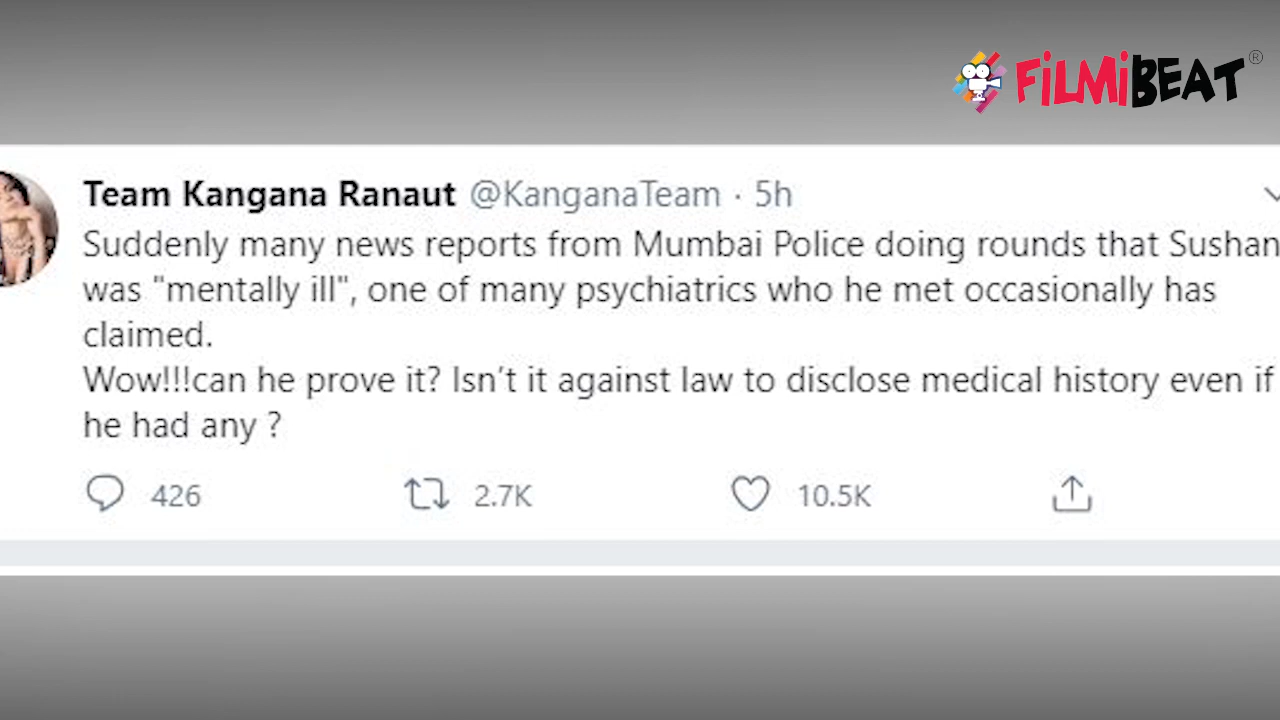 FiLMiBEAT®
Team Kangana Ranaut @KanganaTeam · 5h
Suddenly many news reports from Mumbai Police doing rounds that Sushan
was "mentally ill", one of many psychiatrics who he met occasionally has
claimed.
Wow!!!can he prove it? Isn't it against law to disclose medical history even if
he had any ?
426 2.7K 10.5K